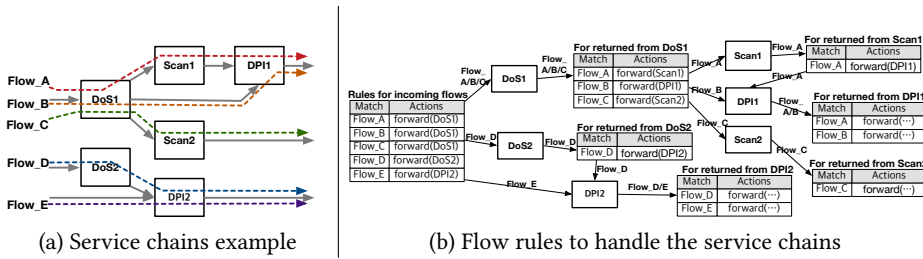 Flow_A
Flow_B
Flow_C
Flow_D
Flow_E
DoS1
DoS2
Scan1
Scan2
DPI1
DPI2
(a) Service chains example
Rules for incoming flows
Match Actions
Flow_A forward(DoS1)
Flow_B forward(DoS1)
Flow_C forward(DoS1)
Flow_D forward(DoS2)
Flow_E forward(DPI2)
Flow_
A/B/C
DoS1
Flow_
A/B/C
For returned from DoS1
Match Actions
Flow_A forward(Scan1)
Flow_B forward(DPI1)
Flow_C forward(Scan2)
Flow_D
DoS2
Flow_D
For returned from DoS2
Match Actions
Flow_D forward(DPI2)
Flow_D
Flow_E
DPI2
Flow_D/E
For returned from DPI2
Match Actions
Flow_D forward(⋯)
Flow_E forward(⋯)
Flow_A
Scan1
Flow_A
For returned from Scan1
Match Actions
Flow_A forward(DPI1)
Flow_A
Flow_B
DPI1
Flow_
A/B
For returned from DPI1
Match Actions
Flow_A forward(⋯)
Flow_B forward(⋯)
Flow_C
Scan2
Flow_C
For returned from Scan2
Match Actions
Flow_C forward(⋯)
(b) Flow rules to handle the service chains